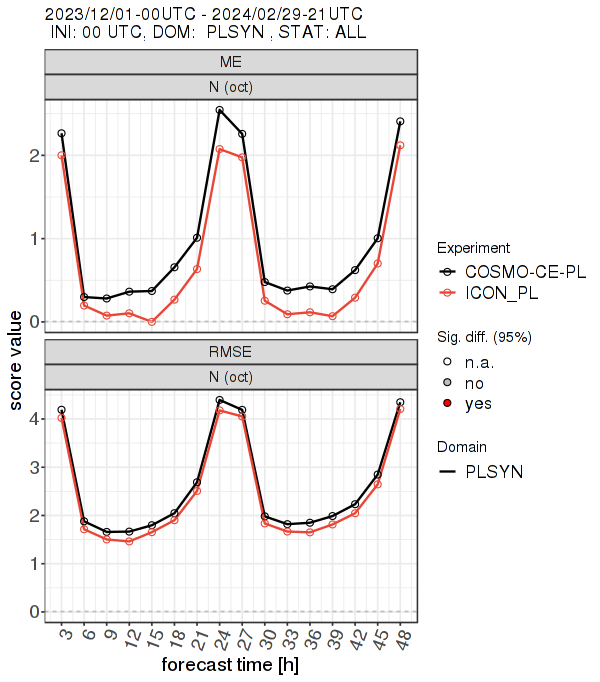 2023/12/01-00UTC - 2024/02/29-21UTC
INI: 00 UTC, DOM: PLSYN , STAT: ALL
ME
N (oct)
2
1
0
RMSE
N (oct)
4
3
2
1
0
3 6 9 12 15 18 21 24 27 30 33 36 39 42 45 48
forecast time [h]
score value
Experiment
COSMO-CE-PL
ICON_PL
Sig. diff. (95%)
n.a.
no
yes
Domain
PLSYN